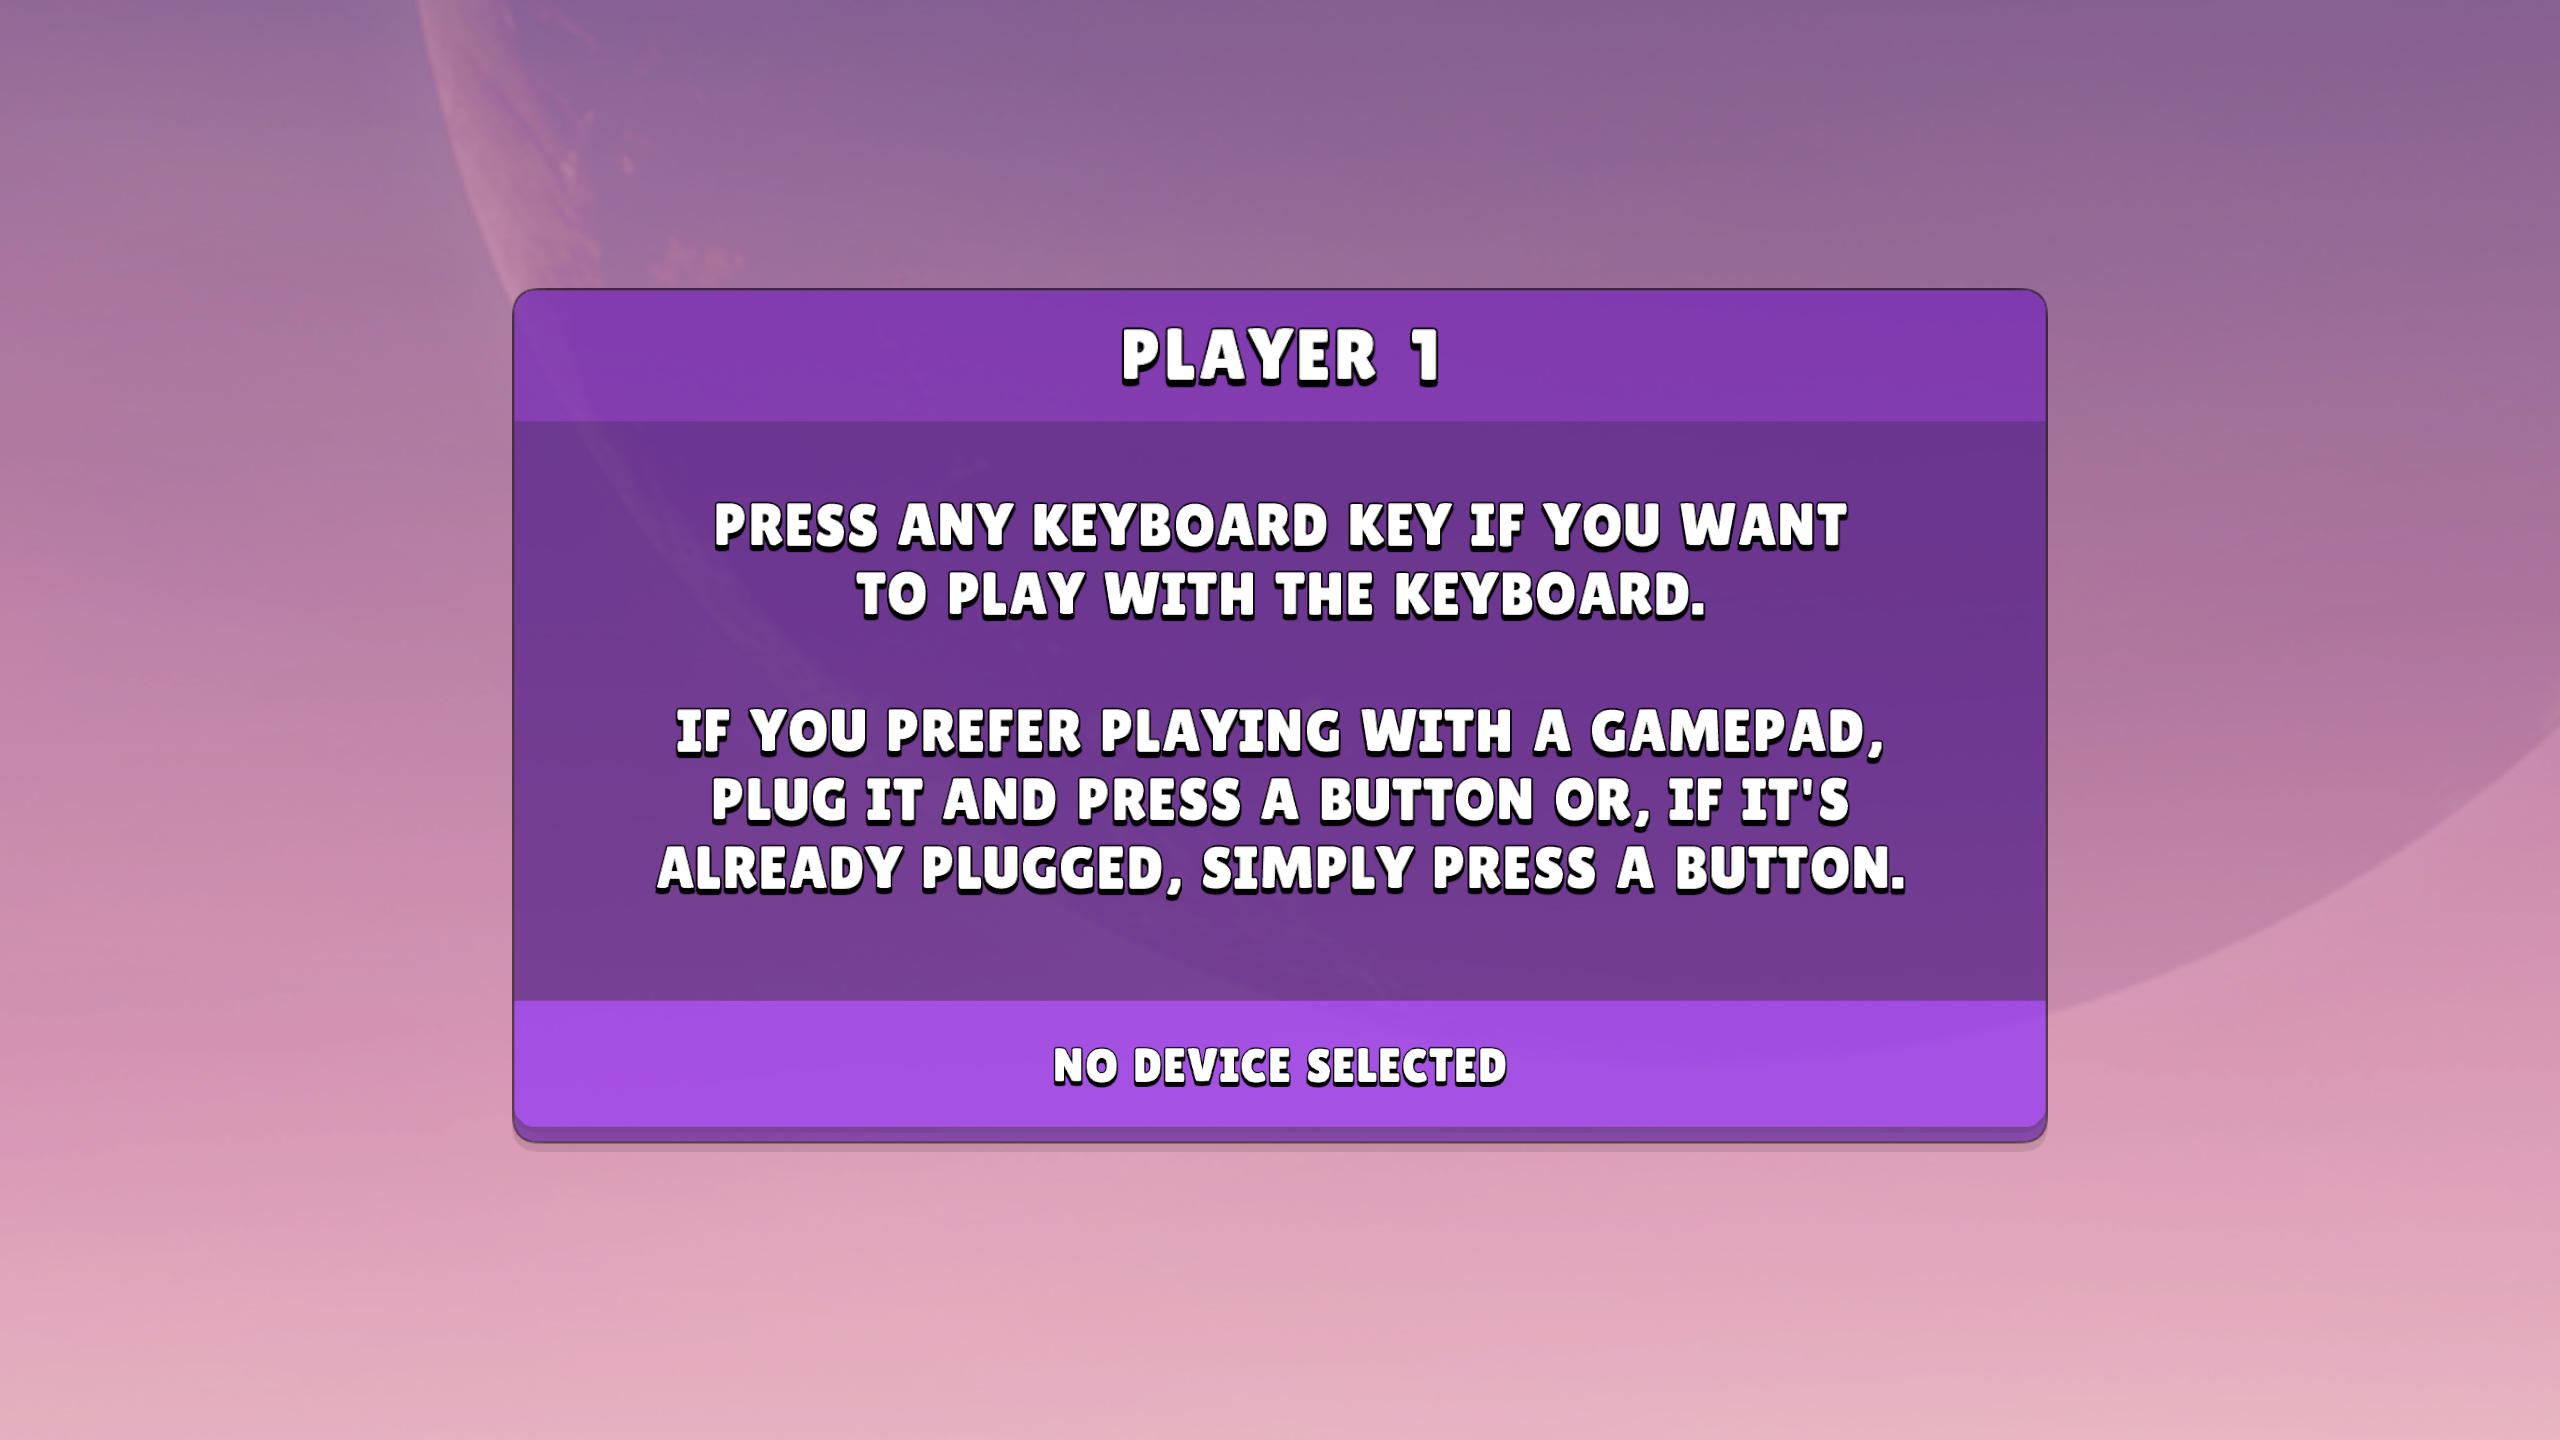 PLAYER 1
PRESS ANY KEYBOARD KEY IF YOU WANT
TO PLAY WITH THE KEYBOARD.
IF YOU PREFER PLAYING WITH A GAMEPAD,
PLUG IT AND PRESS A BUTTON OR, IF IT'S
ALREADY PLUGGED, SIMPLY PRESS A BUTTON.
NO DEVICE SELECTED